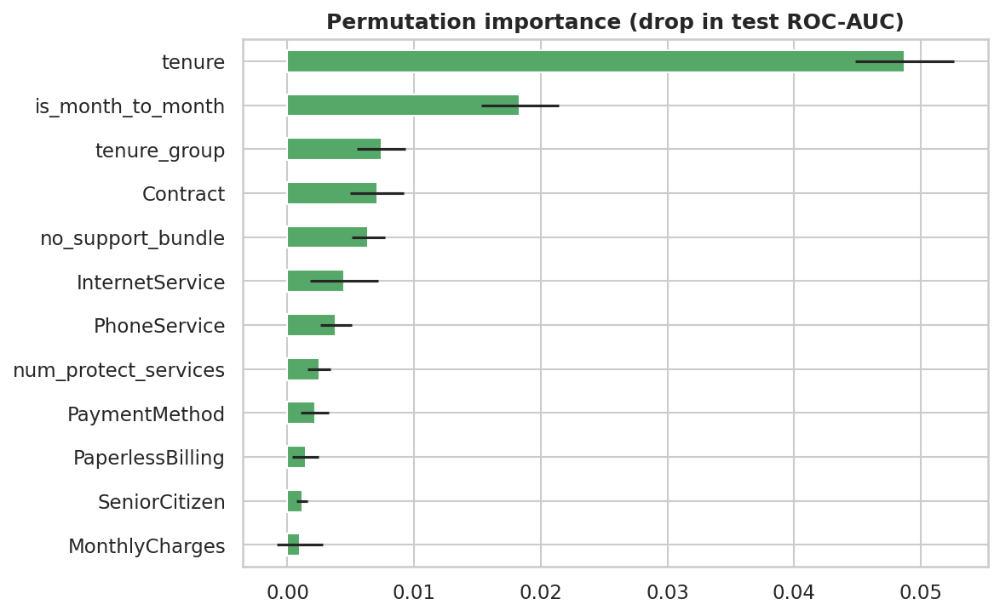 Permutation importance (drop in test ROC-AUC)
tenure
is_month_to_month
tenure_group
Contract
no_support_bundle
InternetService
PhoneService
num_protect_services
PaymentMethod
PaperlessBilling
SeniorCitizen
MonthlyCharges
0.00 0.01 0.02 0.03 0.04 0.05